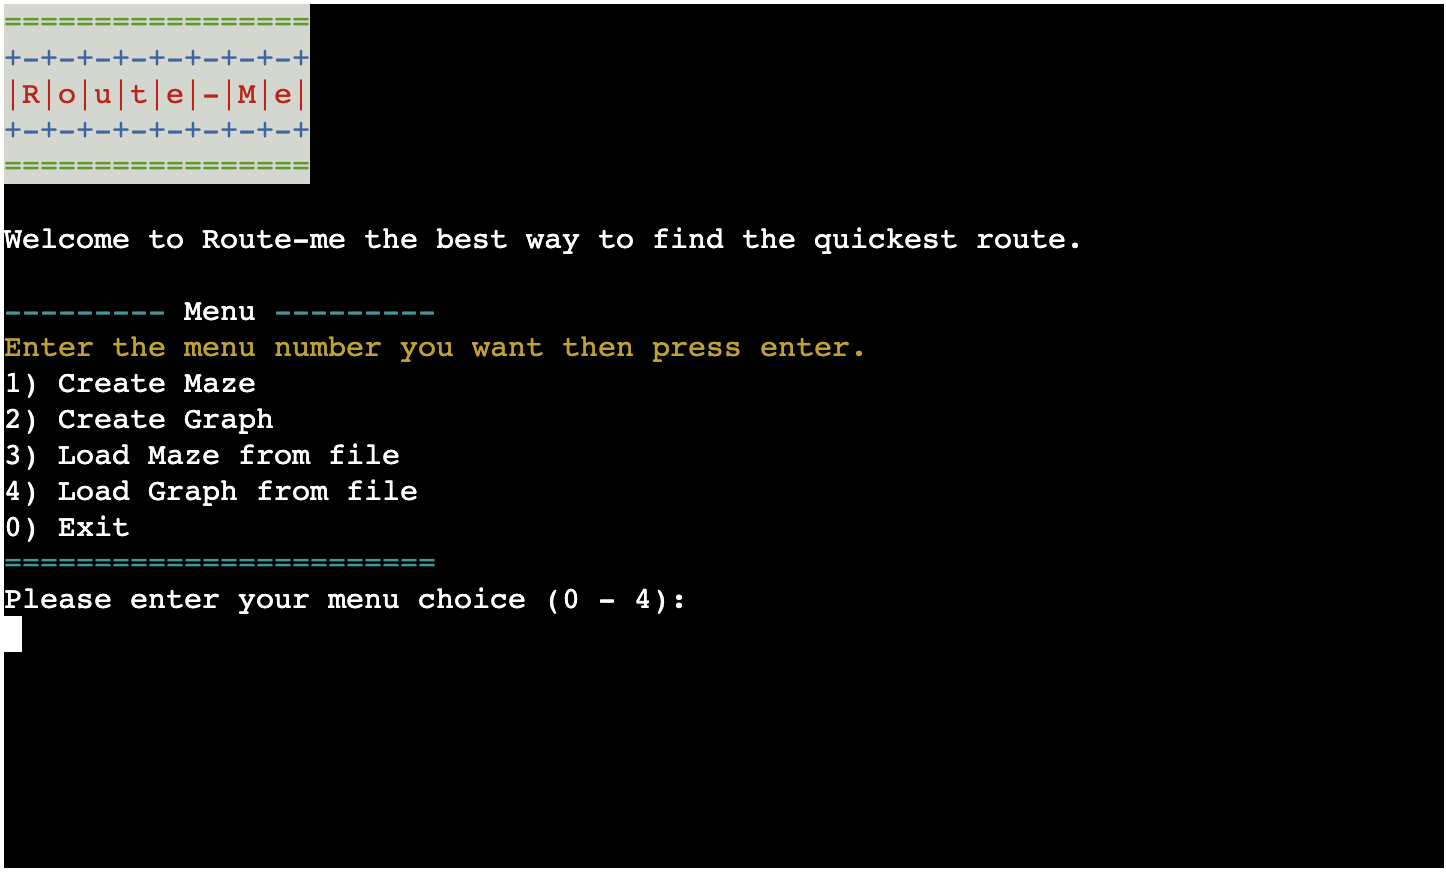 =================
+-+-+-+-+-+-+-+-+
|R|o|u|t|e|-|M|e|
+-+-+-+-+-+-+-+-+
=================
Welcome to Route-me the best way to find the quickest route.
--------- Menu ---------
Enter the menu number you want then press enter.
1) Create Maze
2) Create Graph
3) Load Maze from file
4) Load Graph from file
0) Exit
========================
Please enter your menu choice (0 - 4):